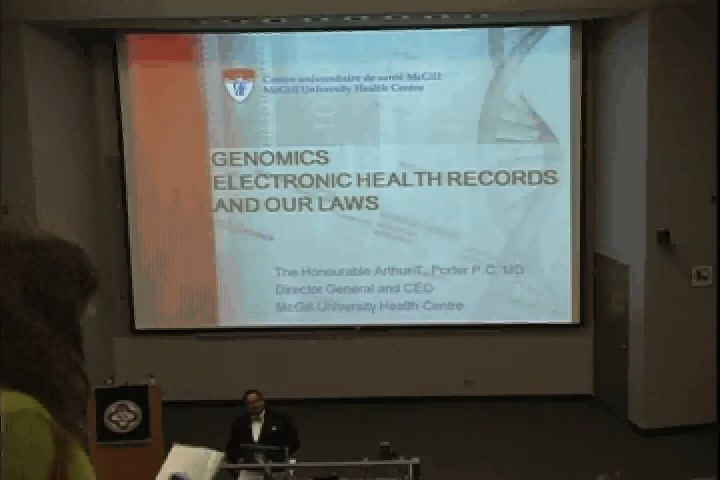 Centre universitaire de santé McGill
McGill University Health Centre
GENOMICS
ELECTRONIC HEALTH RECORDS
AND OUR LAWS
The Honourable Arthur T. Porter P.C. MD
Director General and CEO
McGill University Health Centre